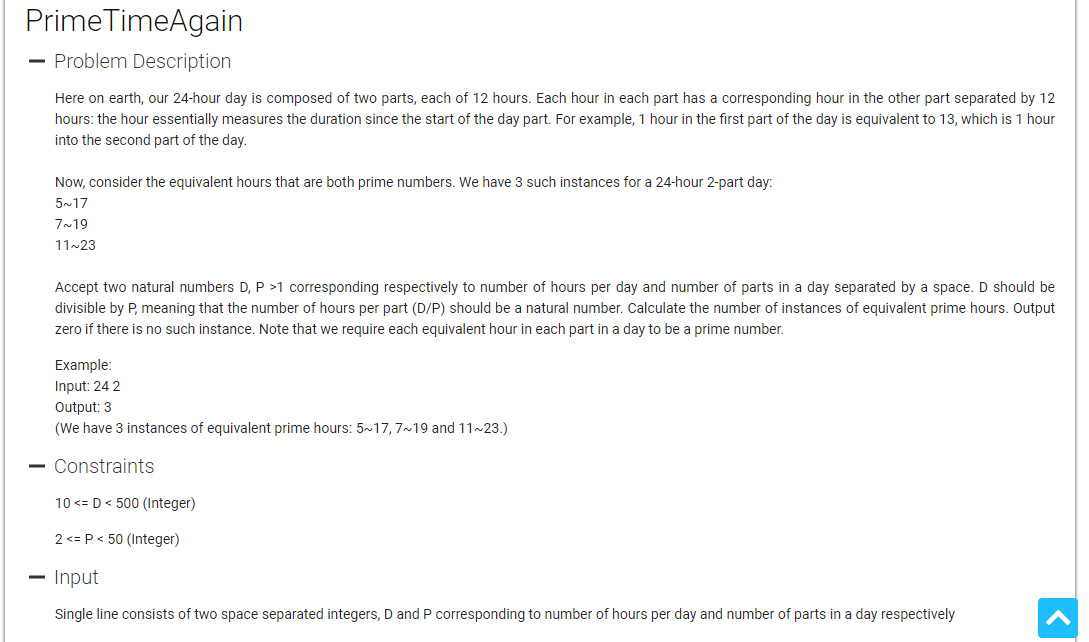 PrimeTimeAgain
Problem Description
Here on earth, our 24-hour day is composed of two parts, each of 12 hours. Each hour in each part has a corresponding hour in the other part separated by 12
hours: the hour essentially measures the duration since the start of the day part. For example, 1 hour in the first part of the day is equivalent to 13, which is 1 hour
into the second part of the day.
Now, consider the equivalent hours that are both prime numbers. We have 3 such instances for a 24-hour 2-part day:
5~17
7~19
11~23
Accept two natural numbers D, P >1 corresponding respectively to number of hours per day and number of parts in a day separated by a space. D should be
divisible by P, meaning that the number of hours per part (D/P) should be a natural number. Calculate the number of instances of equivalent prime hours. Output
zero if there is no such instance. Note that we require each equivalent hour in each part in a day to be a prime number.
Example:
Input: 24 2
Output: 3
(We have 3 instances of equivalent prime hours: 5~17, 7~19 and 11~23.)
Constraints
10 <= D < 500 (Integer)
2 <= P < 50 (Integer)
Input
Single line consists of two space separated integers, D and P corresponding to number of hours per day and number of parts in a day respectively